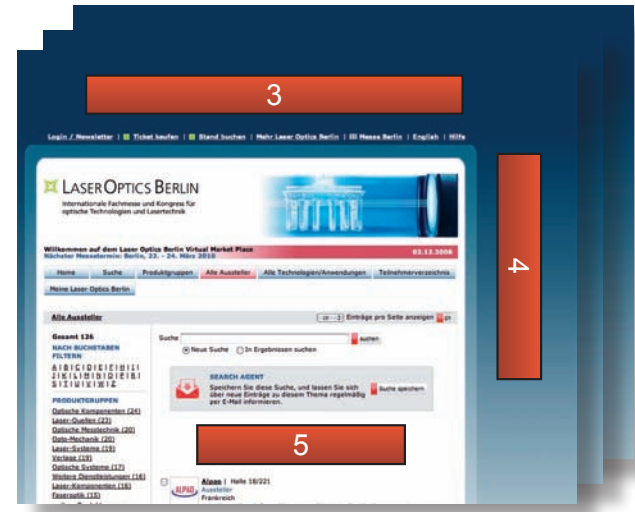 3
Login / Newsletter | Ticket kaufen | Stand buchen | Mehr Laser Optics Berlin | Messe Berlin | English | Hilfe
LASER OPTICS BERLIN
Internationale Fachmesse und Kongress für
optische Technologien und Lasertechnik
4
Willkommen auf dem Laser Optics Berlin Virtual Market Place
Nächster Messetermin: Berlin, 22. - 24. März 2010
03.12.2008
Home Suche Produktgruppen Alle Aussteller Alle Technologien/Anwendungen Teilnehmerverzeichnis
Meine Laser Optics Berlin
Alle Aussteller
Einträge pro Seite anzeigen
Gesamt 126
Suche
suchen
NACH BUCHSTABEN
FILTERN
Neue Suche In Ergebnissen suchen
SEARCH AGENT
Speichern Sie diese Suche, und lassen Sie sich
über neue Einträge zu diesem Thema regelmäßig
per E-Mail informieren.
Suche speichern
PRODUKTGRUPPEN
Optische Komponenten (24)
Laser-Quellen (23)
Optische Messtechnik (20)
Opto-Mechanik (20)
Laser-Systeme (19)
Verlage (19)
Optische Systeme (17)
Weitere Dienstleistungen (16)
Laser-Komponenten (16)
Faseroptik (15)
5
ALPAO
Alpao | Halle 18/221
Aussteller
Frankreich